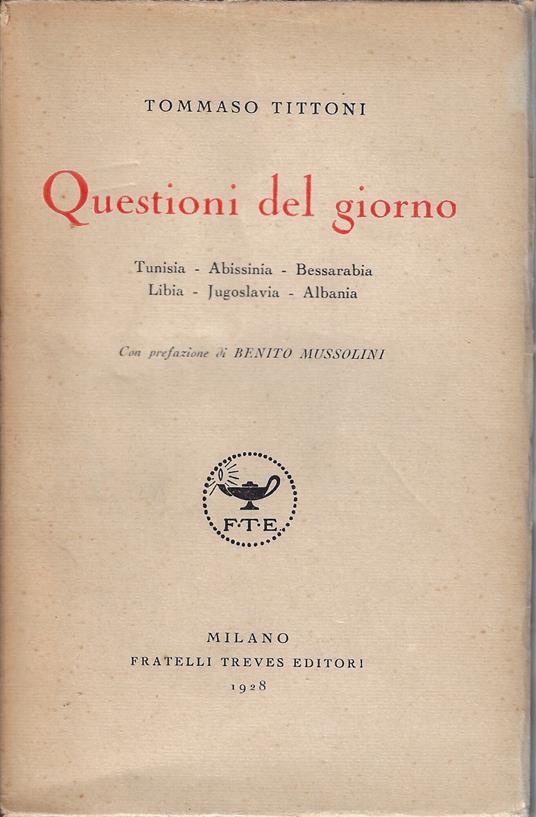 TOMMASO TITTONI
Questioni del giorno
Tunisia - Abissinia - Bessarabia
Libia - Jugoslavia - Albania
Con prefazione di BENITO MUSSOLINI
F·T·E.
MILANO
FRATELLI TREVES EDITORI
1928